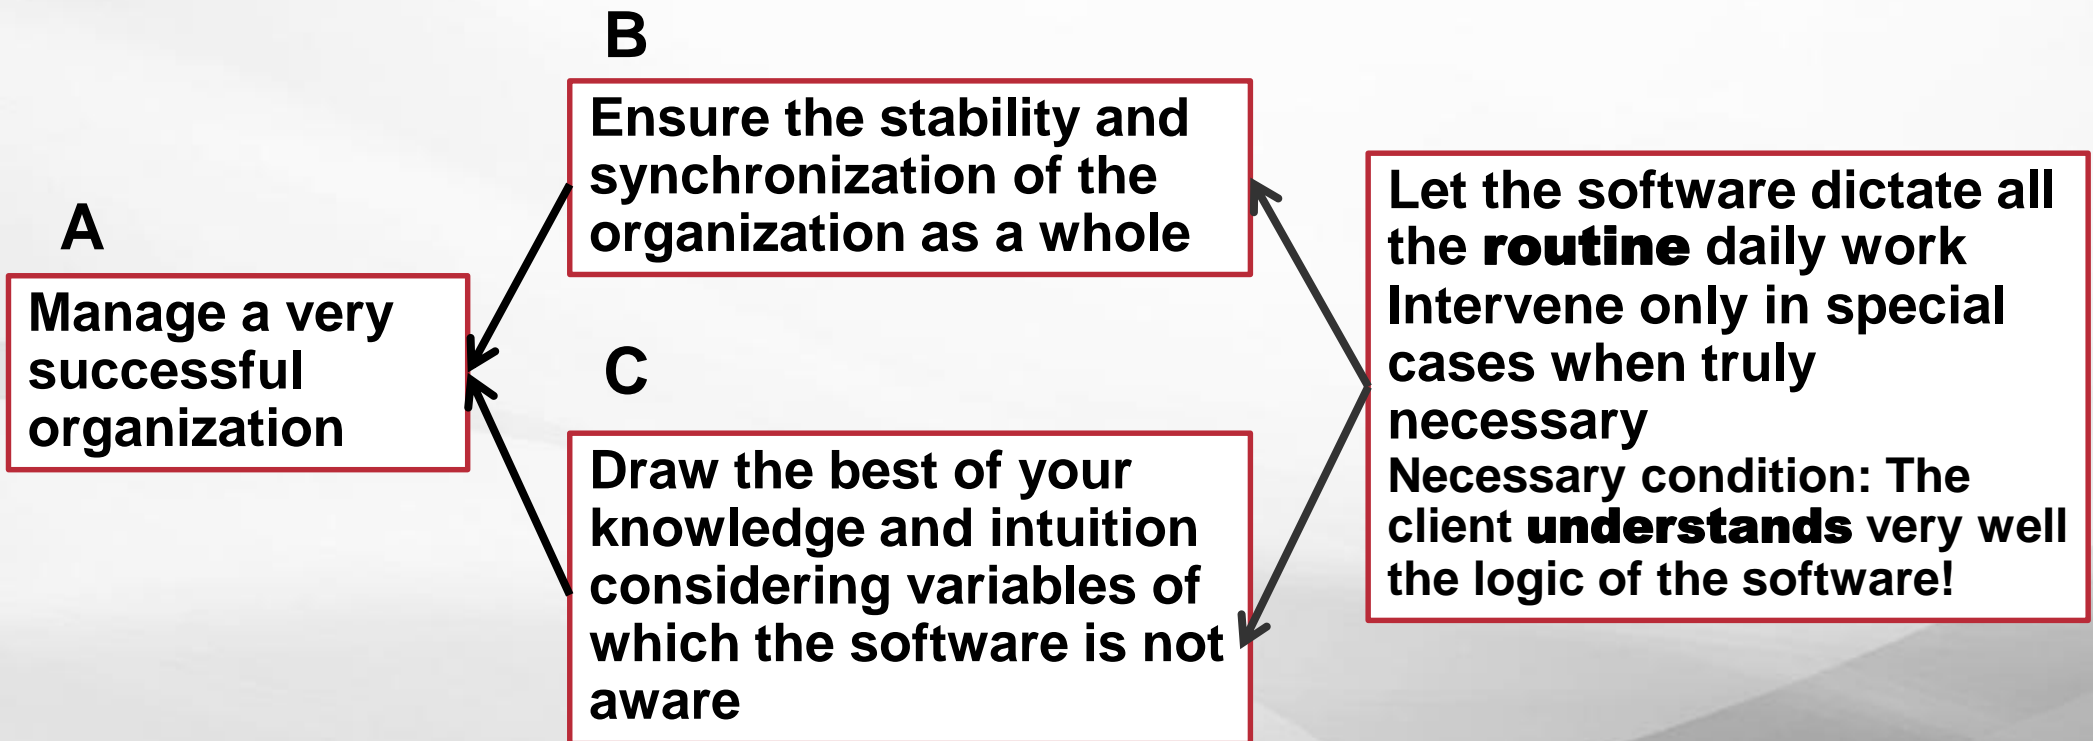 A
Manage a very
successful
organization
B
Ensure the stability and
synchronization of the
organization as a whole
C
Draw the best of your
knowledge and intuition
considering variables of
which the software is not
aware
Let the software dictate all
the routine daily work
Intervene only in special
cases when truly
necessary
Necessary condition: The
client understands very well
the logic of the software!